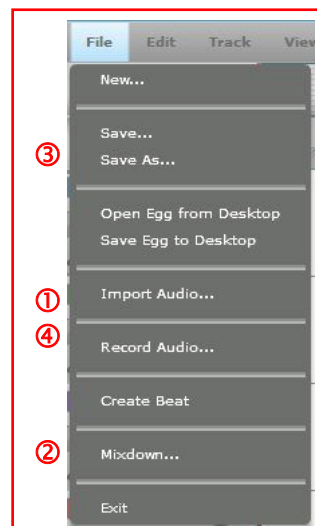 File Edit Track View
New...
Save...
③ Save As...
Open Egg from Desktop
Save Egg to Desktop
① Import Audio...
④ Record Audio...
Create Beat
② Mixdown...
Exit